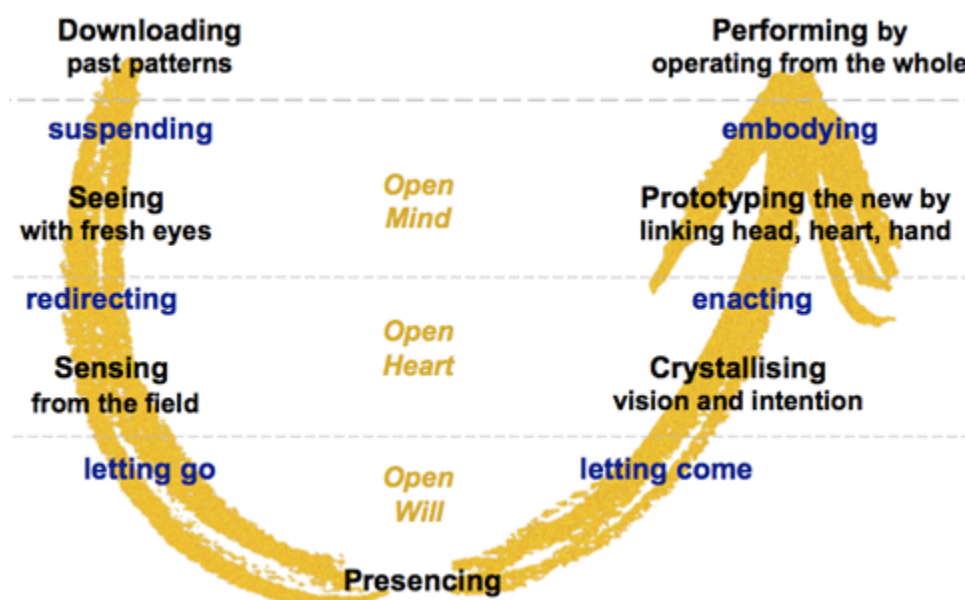 Downloading
past patterns
Performing by
operating from the whole
suspending
embodying
Open
Mind
Seeing
with fresh eyes
Prototyping the new by
linking head, heart, hand
redirecting
enacting
Open
Heart
Sensing
from the field
Crystallising
vision and intention
letting go
letting come
Open
Will
Presencing